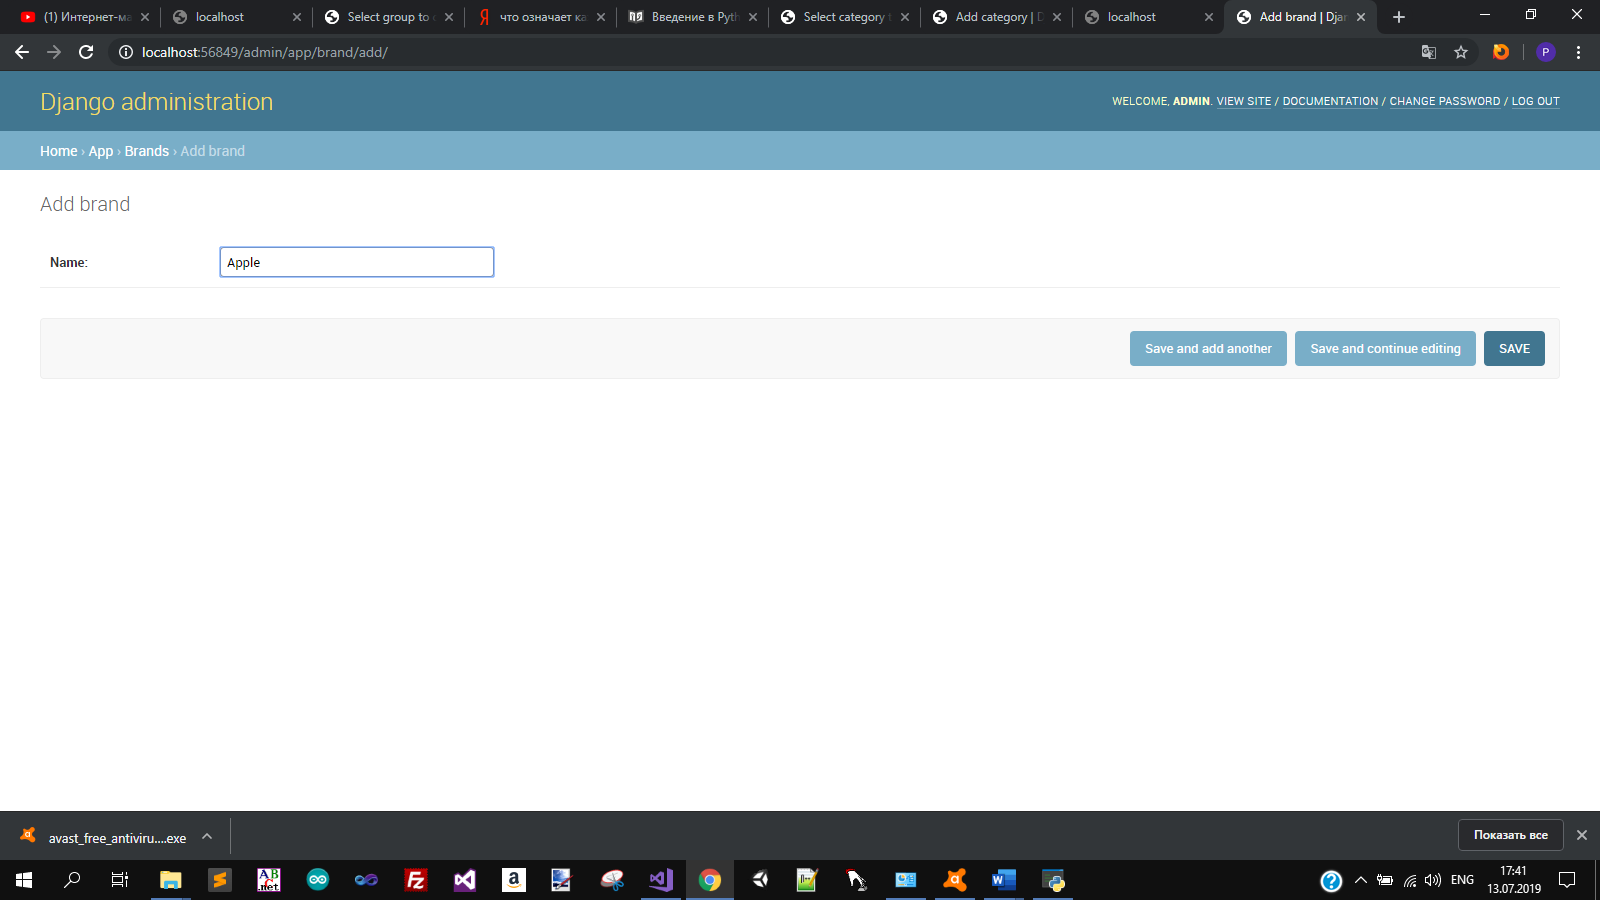 (1) Интернет-ма
localhost
Select group to c
что означает ка
Введение в Pyth
Select category t
Add category | D
localhost
Add brand | Djan
localhost:56849/admin/app/brand/add/
P
Django administration
WELCOME, ADMIN. VIEW SITE / DOCUMENTATION / CHANGE PASSWORD / LOG OUT
Home › App › Brands › Add brand
Add brand
Name:
Apple
Save and add another
Save and continue editing
SAVE
avast_free_antiviru....exe
Показать все
ABC .net
ENG
17:41
13.07.2019